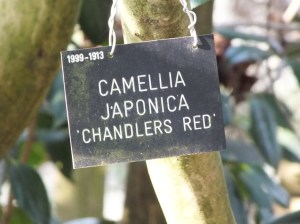 1999-1913
CAMELLIA
JAPONICA
'CHANDLERS RED'